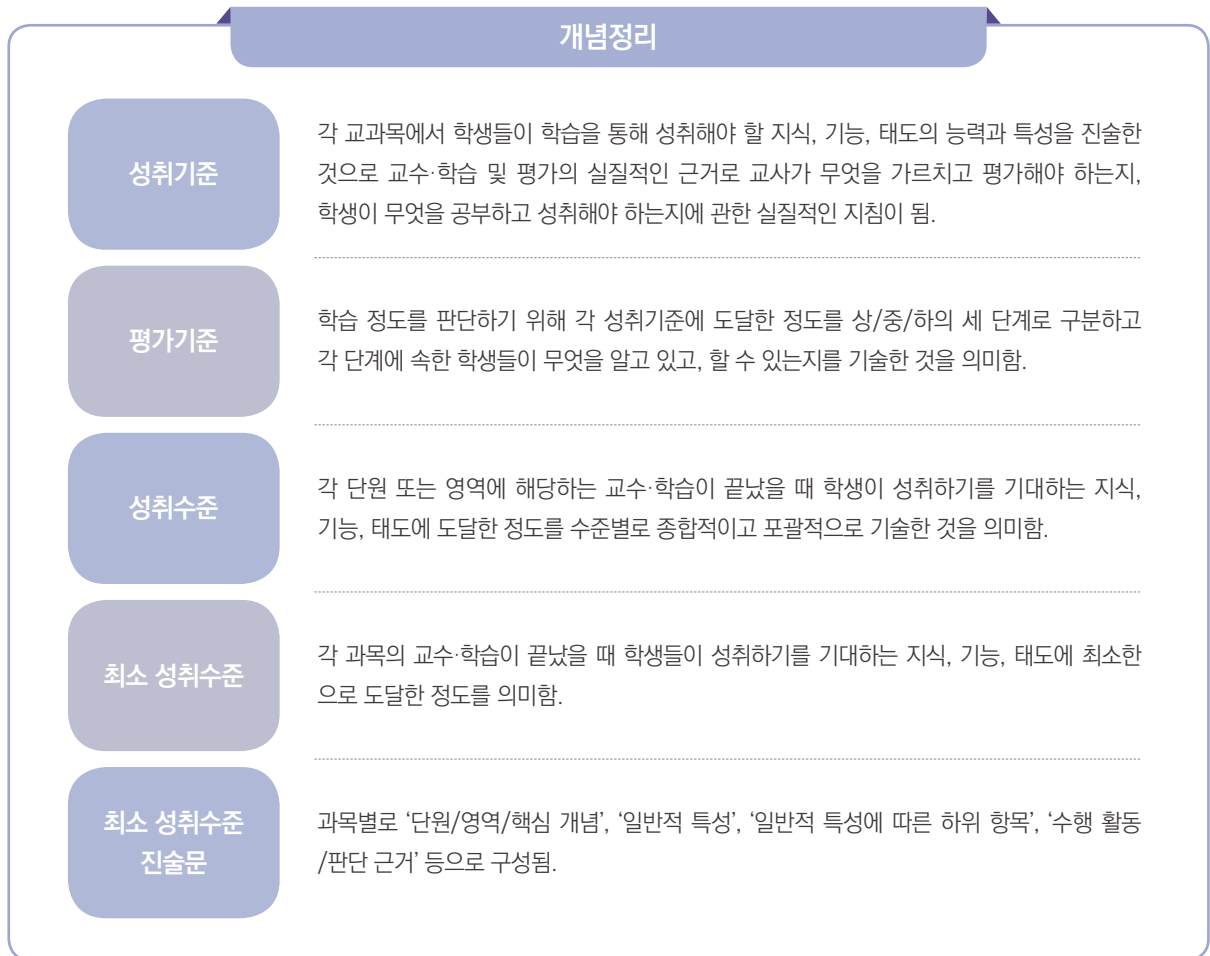 개념정리
성취기준
각 교과목에서 학생들이 학습을 통해 성취해야 할 지식, 기능, 태도의 능력과 특성을 진술한
것으로 교수·학습 및 평가의 실질적인 근거로 교사가 무엇을 가르치고 평가해야 하는지,
학생이 무엇을 공부하고 성취해야 하는지에 관한 실질적인 지침이 됨.
평가기준
학습 정도를 판단하기 위해 각 성취기준에 도달한 정도를 상/중/하의 세 단계로 구분하고
각 단계에 속한 학생들이 무엇을 알고 있고, 할 수 있는지를 기술한 것을 의미함.
성취수준
각 단원 또는 영역에 해당하는 교수·학습이 끝났을 때 학생이 성취하기를 기대하는 지식,
기능, 태도에 도달한 정도를 수준별로 종합적이고 포괄적으로 기술한 것을 의미함.
최소 성취수준
각 과목의 교수·학습이 끝났을 때 학생들이 성취하기를 기대하는 지식, 기능, 태도에 최소한
으로 도달한 정도를 의미함.
최소 성취수준
진술문
과목별로 ‘단원/영역/핵심 개념’, ‘일반적 특성’, ‘일반적 특성에 따른 하위 항목’, ‘수행 활동
/판단 근거’ 등으로 구성됨.